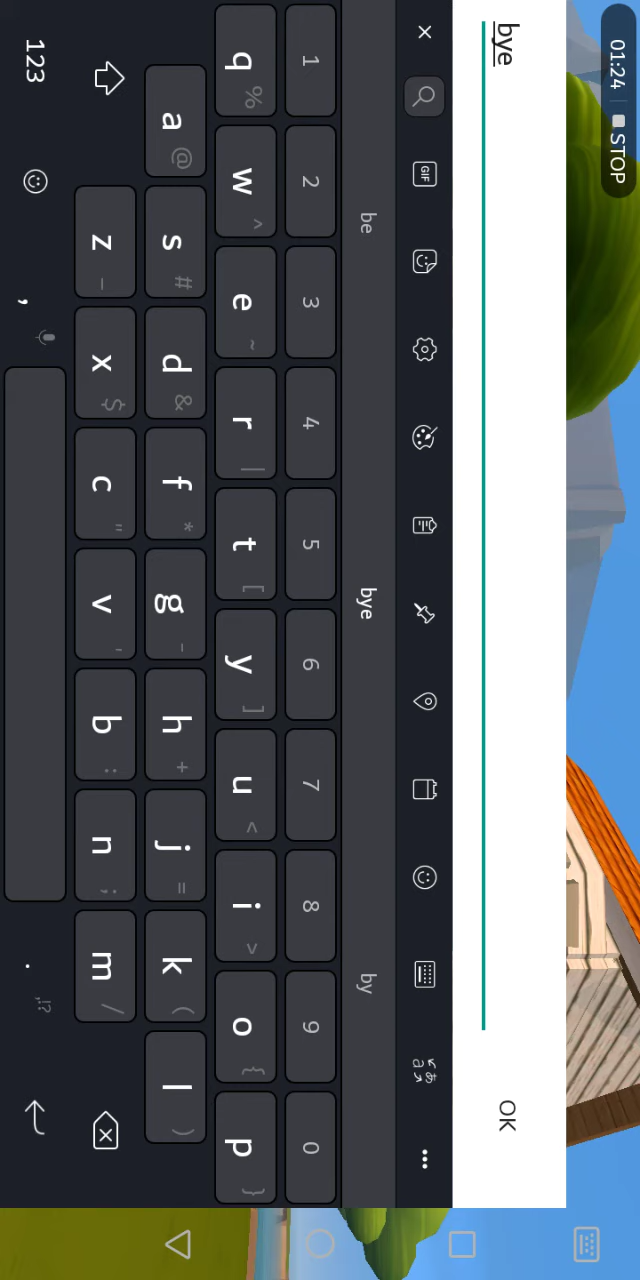 01:24 STOP
bye
OK
GIF
be bye by
1 2 3 4 5 6 7 8 9 0
q % w ^ e ~ r | t [ y ] u < i > o { p }
a @ s # d & f * g - h + j = k ( l )
z _ x $ c " v ' b : n ; m /
123 , . ,!?